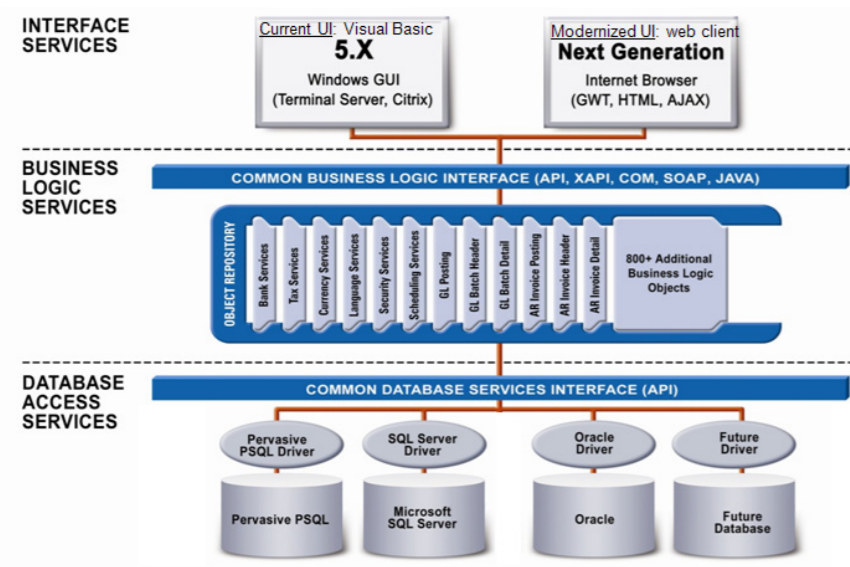 INTERFACE
SERVICES
Current UI: Visual Basic
5.X
Windows GUI
(Terminal Server, Citrix)
Modernized UI: web client
Next Generation
Internet Browser
(GWT, HTML, AJAX)
BUSINESS
LOGIC
SERVICES
COMMON BUSINESS LOGIC INTERFACE (API, XAPI, COM, SOAP, JAVA)
OBJECT REPOSITORY
Bank Services
Tax Services
Currency Services
Language Services
Security Services
Scheduling Services
GL Posting
GL Batch Header
GL Batch Detail
AR Invoice Posting
AR Invoice Header
AR Invoice Detail
800+ Additional
Business Logic
Objects
DATABASE
ACCESS
SERVICES
COMMON DATABASE SERVICES INTERFACE (API)
Pervasive
PSQL Driver
SQL Server
Driver
Oracle
Driver
Future
Driver
Pervasive PSQL
Microsoft
SQL Server
Oracle
Future
Database